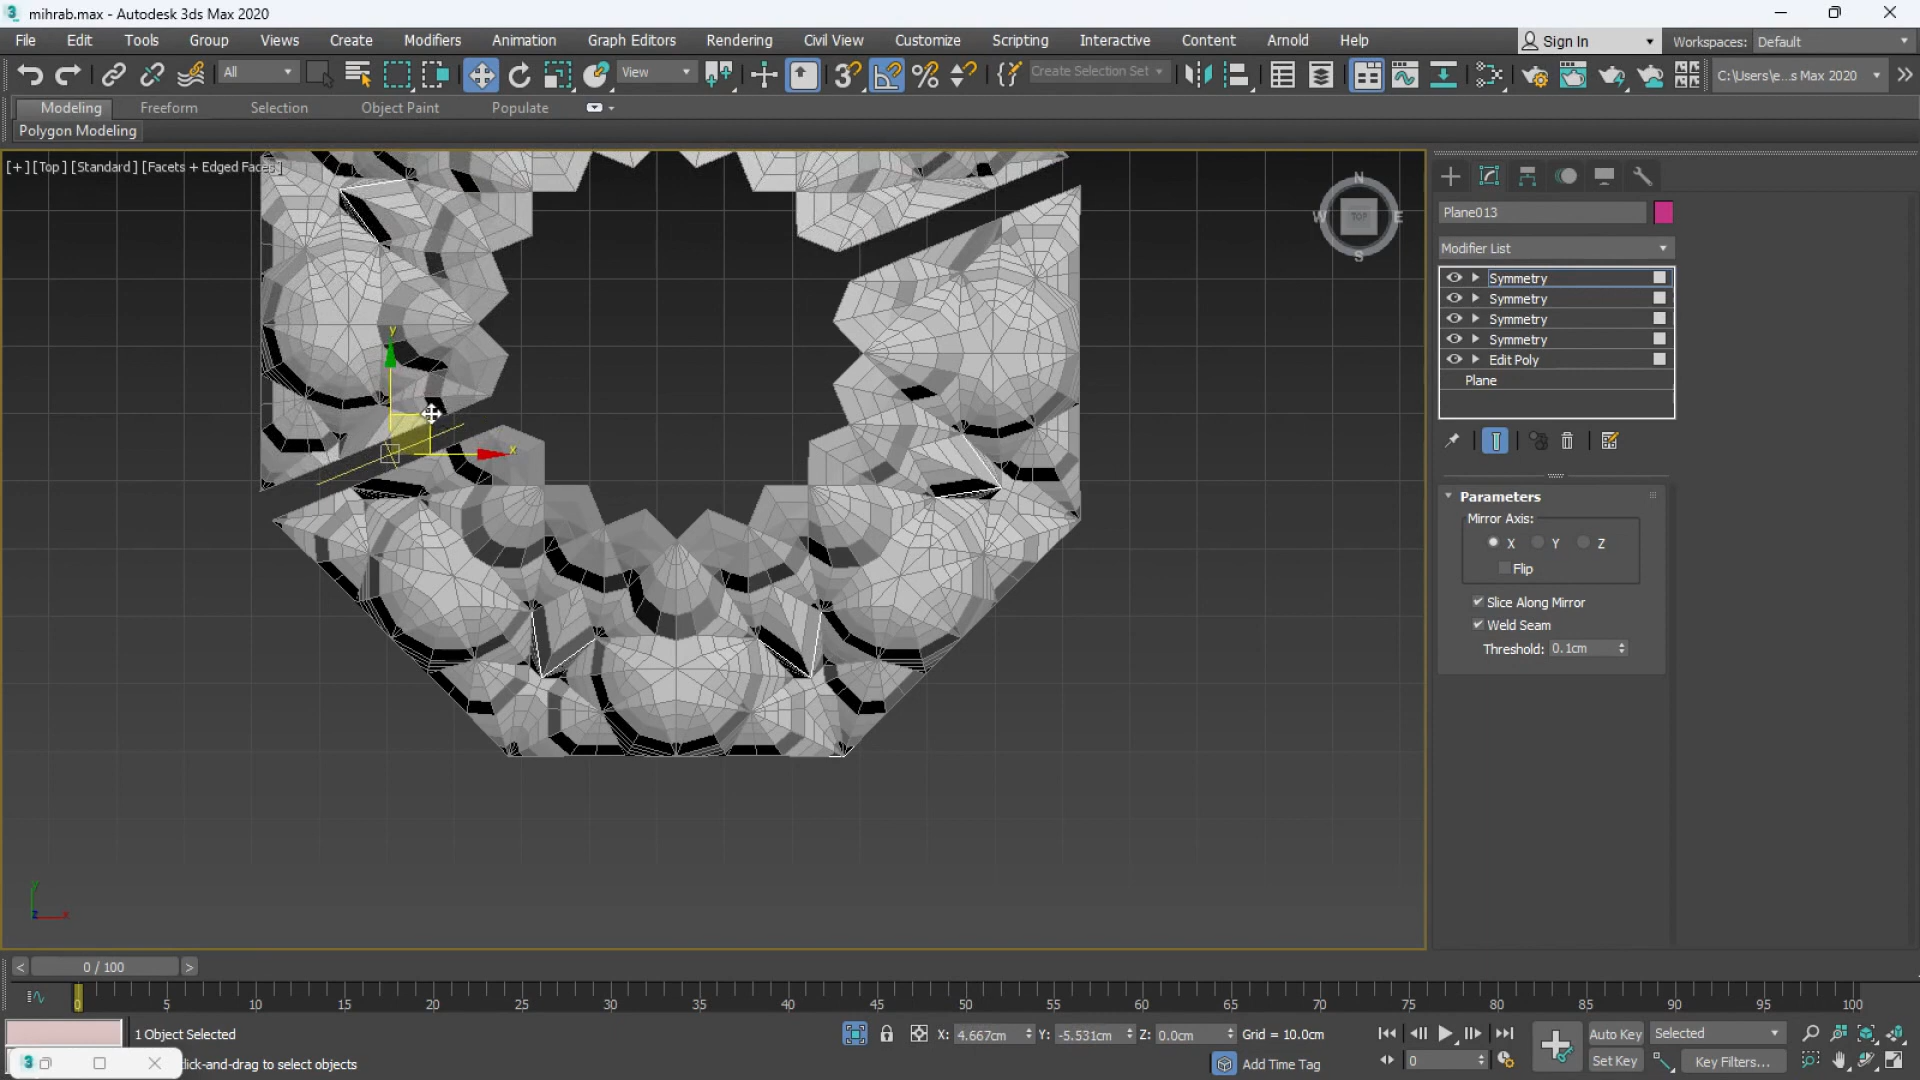 mihrab.max - Autodesk 3ds Max 2020
File Edit Tools Group Views Create Modifiers Animation Graph Editors Rendering Civil View Customize Scripting Interactive Content Arnold Help Sign In Workspaces: Default
All View Create Selection Set C:\Users\e...s Max 2020
Modeling Freeform Selection Object Paint Populate
Polygon Modeling
[+] [Top] [Standard] [Facets + Edged Faces]
N
W TOP E
S
Plane013
Modifier List
Symmetry
Symmetry
Symmetry
Symmetry
Edit Poly
Plane
y
x
Parameters
Mirror Axis:
X Y Z
Flip
Slice Along Mirror
Weld Seam
Threshold: 0.1cm
y
z x
< 0 / 100 >
0 5 10 15 20 25 30 35 40 45 50 55 60 65 70 75 80 85 90 95 100
1 Object Selected X: 4.667cm Y: -5.531cm Z: 0.0cm Grid = 10.0cm Auto Key Selected
lick-and-drag to select objects Add Time Tag 0 Set Key Key Filters...